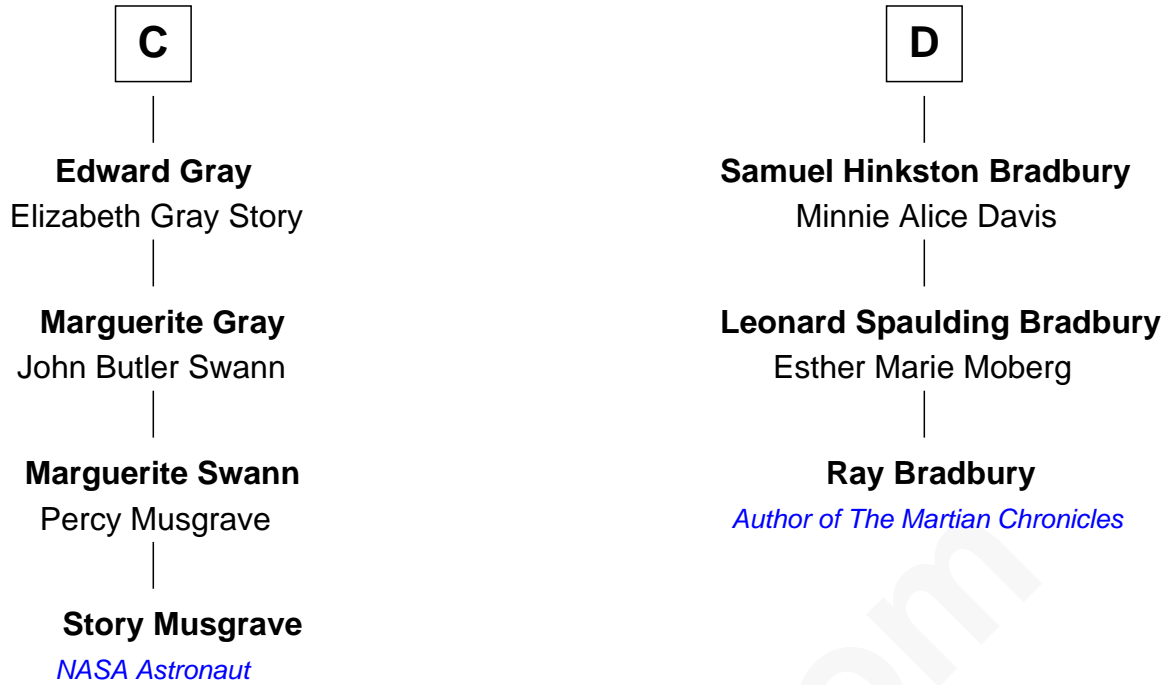 C
Edward Gray
Elizabeth Gray Story
Marguerite Gray
John Butler Swann
Marguerite Swann
Percy Musgrave
Story Musgrave
NASA Astronaut
D
Samuel Hinkston Bradbury
Minnie Alice Davis
Leonard Spaulding Bradbury
Esther Marie Moberg
Ray Bradbury
Author of The Martian Chronicles
om